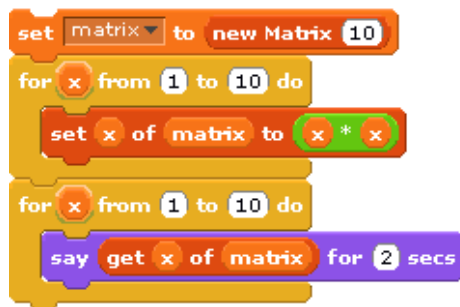 set matrix to new Matrix 10
for x from 1 to 10 do
set x of matrix to x * x
for x from 1 to 10 do
say get x of matrix for 2 secs